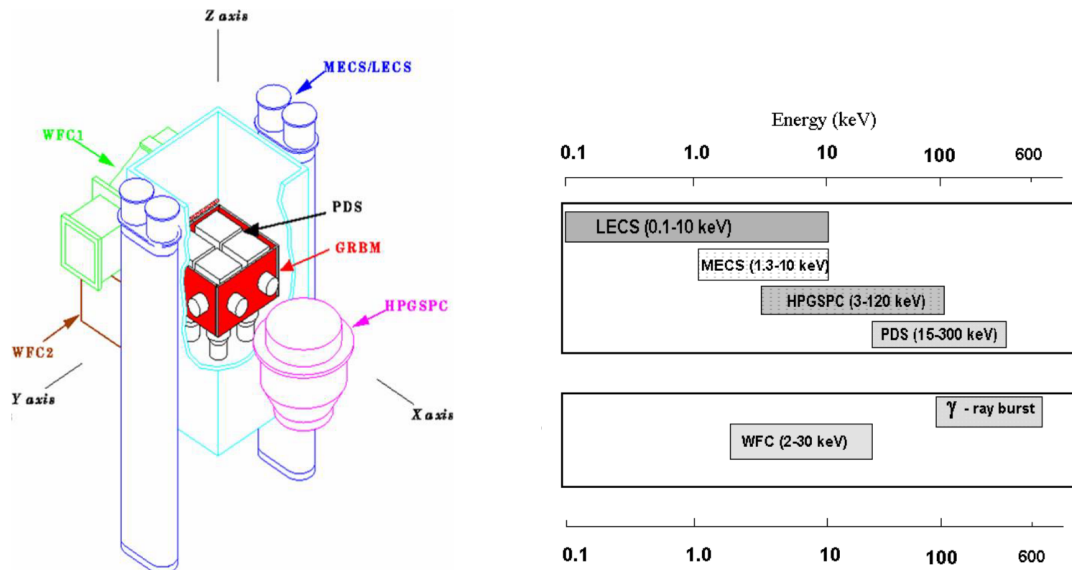 Z axis
MECS/LECS
WFC1
PDS
GRBM
HPGSPC
WFC2
Y axis
X axis
Energy (keV)
0.1 1.0 10 100 600
LECS (0.1-10 keV)
MECS (1.3-10 keV)
HPGSPC (3-120 keV)
PDS (15-300 keV)
γ - ray burst
WFC (2-30 keV)
0.1 1.0 10 100 600